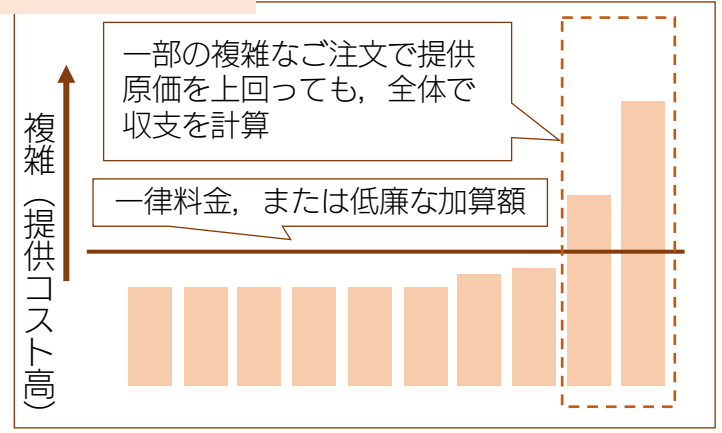 一部の複雑なご注文で提供
原価を上回っても，全体で
収支を計算
一律料金，または低廉な加算額
複雑（提供コスト高）